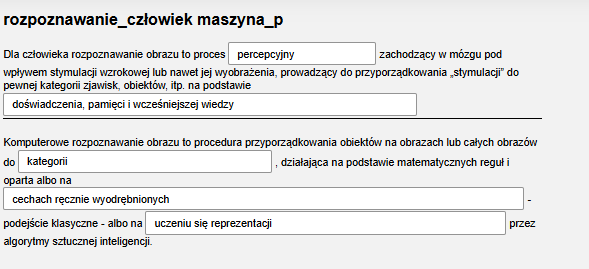 rozpoznawanie_człowiek maszyna_p
Dla człowieka rozpoznawanie obrazu to proces percepcyjny zachodzący w mózgu pod
wpływem stymulacji wzrokowej lub nawet jej wyobrażenia, prowadzący do przyporządkowania „stymulacji” do
pewnej kategorii zjawisk, obiektów, itp. na podstawie
doświadczenia, pamięci i wcześniejszej wiedzy
Komputerowe rozpoznawanie obrazu to procedura przyporządkowania obiektów na obrazach lub całych obrazów
do kategorii , działająca na podstawie matematycznych reguł i
oparta albo na
cechach ręcznie wyodrębnionych -
podejście klasyczne - albo na uczeniu się reprezentacji przez
algorytmy sztucznej inteligencji.